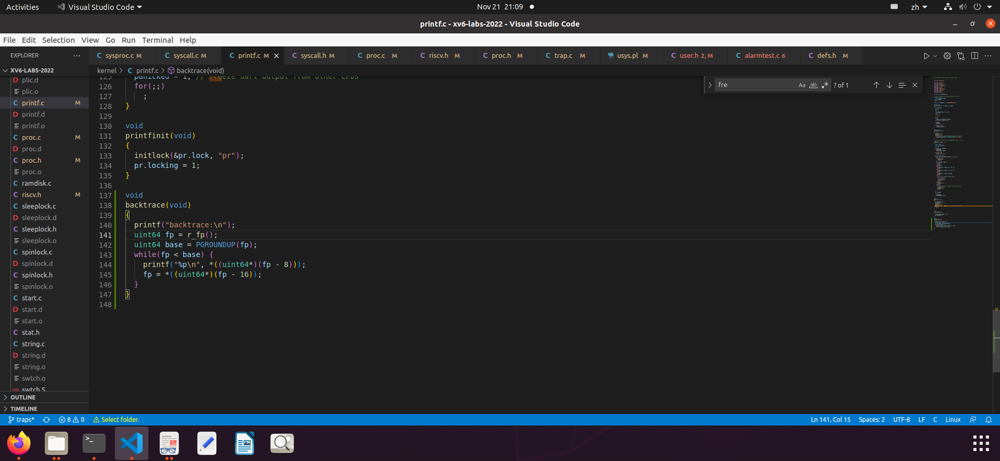 Activities
Visual Studio Code
Nov 21 21:09
zh
printf.c - xv6-labs-2022 - Visual Studio Code
File Edit Selection View Go Run Terminal Help
EXPLORER
C sysproc.c M
C syscall.c M
C printf.c M
C syscall.h M
C proc.c M
C riscv.h M
C proc.h M
C trap.c M
usys.pl M
C user.h 2, M
C alarmtest.c 6
C defs.h M
XV6-LABS-2022
kernel > C printf.c > backtrace(void)
D plic.d
plic.o
C printf.c M
D printf.d
printf.o
C proc.c M
D proc.d
C proc.h M
proc.o
C ramdisk.c
C riscv.h M
C sleeplock.c
D sleeplock.d
C sleeplock.h
sleeplock.o
C spinlock.c
D spinlock.d
C spinlock.h
spinlock.o
C start.c
D start.d
start.o
C stat.h
C string.c
D string.d
string.o
swtch.o
ASM swtch.S
OUTLINE
TIMELINE
fre
Aa ab .* ? of 1
125 panicked = 1; // freeze uart output from other CPUs
126 for(;;)
127 ;
128 }
129
130 void
131 printfinit(void)
132 {
133 initlock(&pr.lock, "pr");
134 pr.locking = 1;
135 }
136
137 void
138 backtrace(void)
139 {
140 printf("backtrace:\n");
141 uint64 fp = r_fp();
142 uint64 base = PGROUNDUP(fp);
143 while(fp < base) {
144 printf("%p\n", *((uint64*)(fp - 8)));
145 fp = *((uint64*)(fp - 16));
146 }
147 }
148
traps*
8 0
Select folder.
Ln 141, Col 15
Spaces: 2
UTF-8
LF
C
Linux
>_